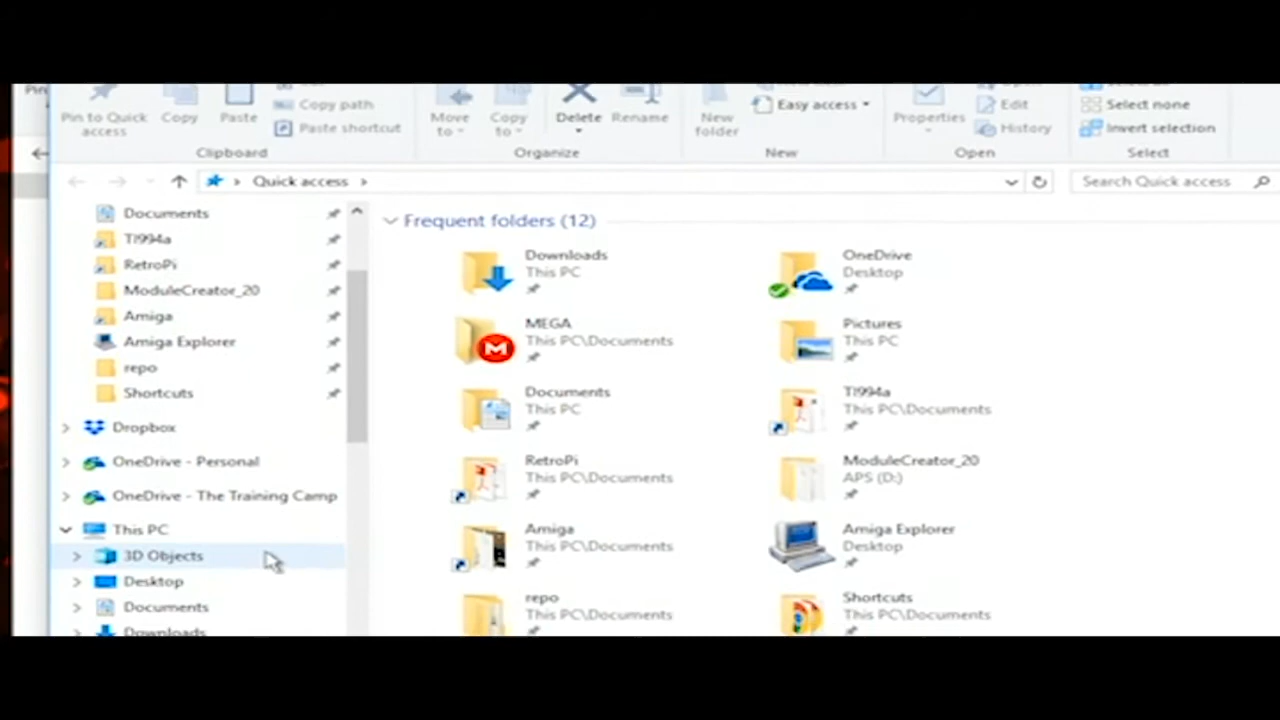 Pin to Quick access
Copy
Paste
Copy path
Paste shortcut
Move to
Copy to
Delete
Rename
New folder
Easy access
Properties
Edit
History
Select none
Invert selection
Clipboard
Organize
New
Open
Select
Quick access
Search Quick access
Documents
TI994a
RetroPi
ModuleCreator_20
Amiga
Amiga Explorer
repo
Shortcuts
Dropbox
OneDrive - Personal
OneDrive - The Training Camp
This PC
3D Objects
Desktop
Documents
Downloads
Frequent folders (12)
Downloads
This PC
OneDrive
Desktop
MEGA
This PC\Documents
Pictures
This PC
Documents
This PC
TI994a
This PC\Documents
RetroPi
This PC\Documents
ModuleCreator_20
APS (D:)
Amiga
This PC\Documents
Amiga Explorer
Desktop
repo
This PC\Documents
Shortcuts
This PC\Documents